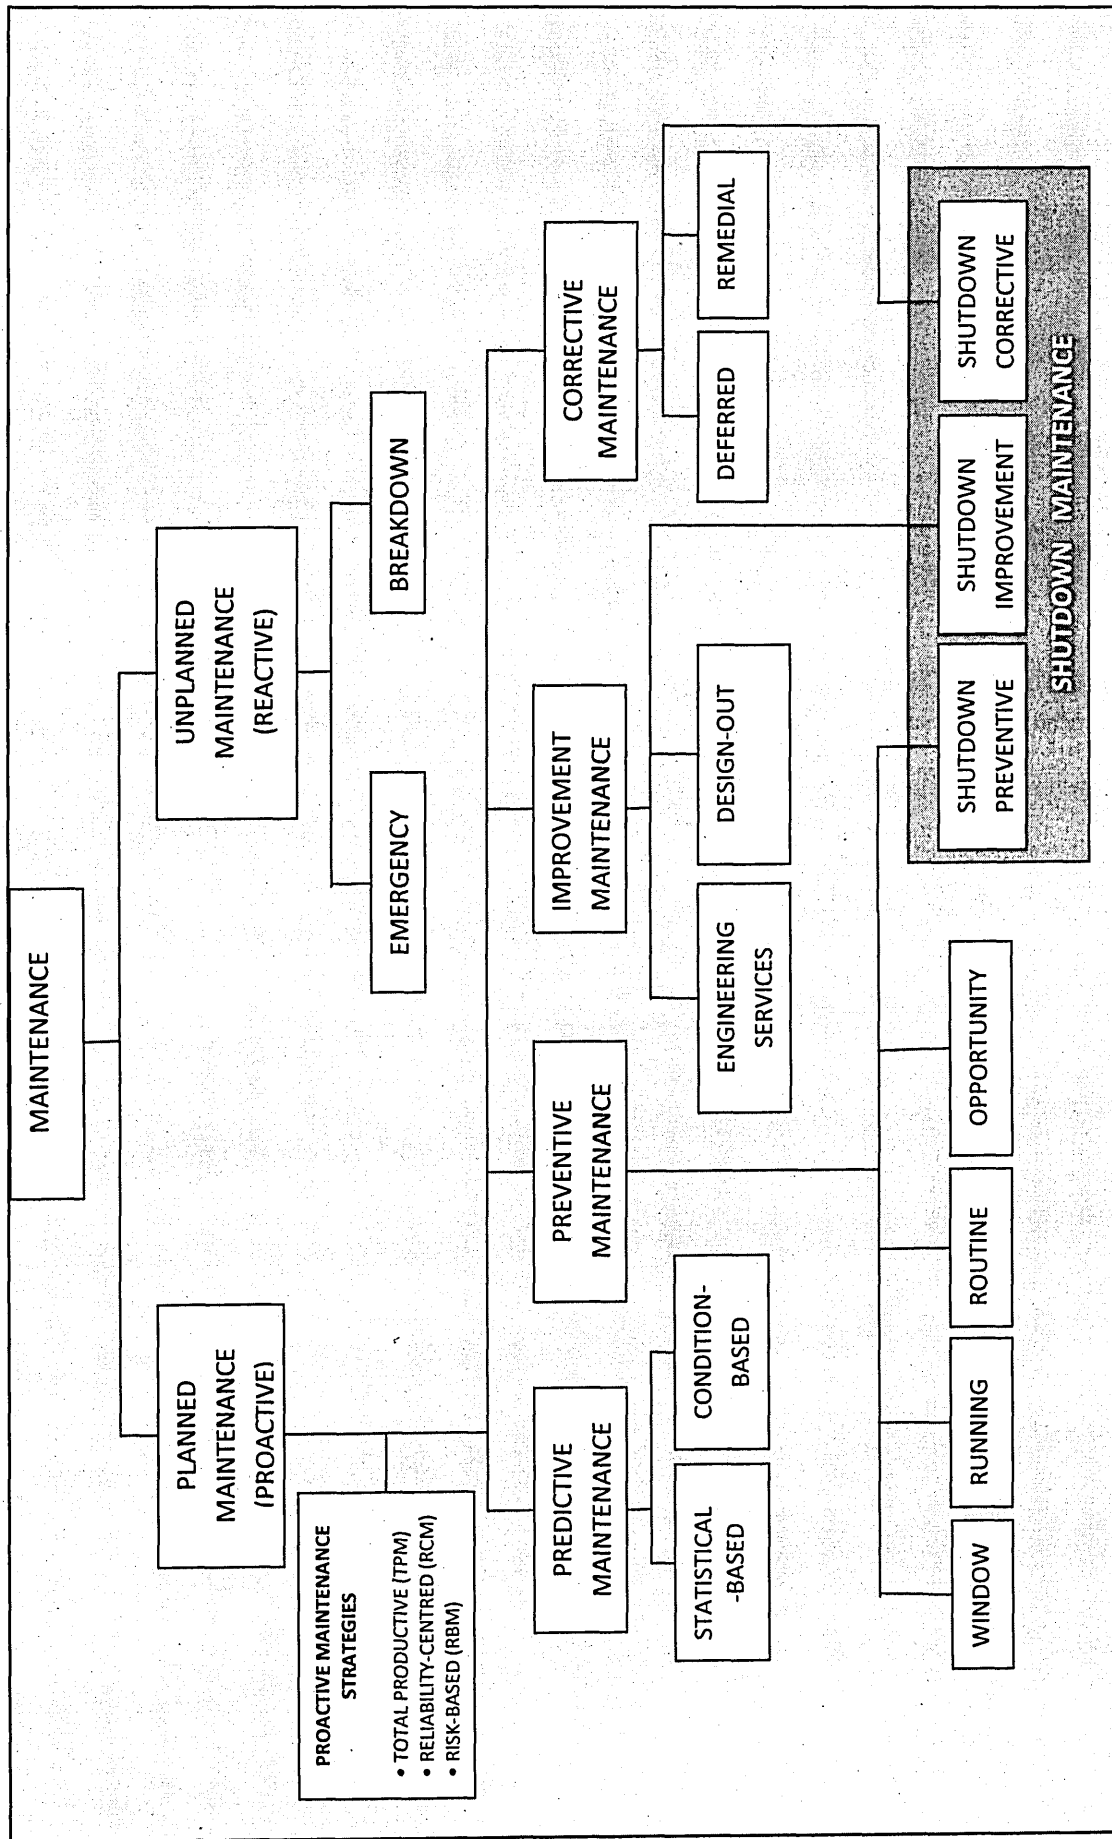 MAINTENANCE
PLANNED
MAINTENANCE
(PROACTIVE)
UNPLANNED
MAINTENANCE
(REACTIVE)
PROACTIVE MAINTENANCE
STRATEGIES
• TOTAL PRODUCTIVE (TPM)
• RELIABILITY-CENTRED (RCM)
• RISK-BASED (RBM)
EMERGENCY
BREAKDOWN
PREDICTIVE
MAINTENANCE
PREVENTIVE
MAINTENANCE
IMPROVEMENT
MAINTENANCE
CORRECTIVE
MAINTENANCE
STATISTICAL
-BASED
CONDITION-
BASED
ENGINEERING
SERVICES
DESIGN-OUT
DEFERRED
REMEDIAL
WINDOW
RUNNING
ROUTINE
OPPORTUNITY
SHUTDOWN
PREVENTIVE
SHUTDOWN
IMPROVEMENT
SHUTDOWN
CORRECTIVE
SHUTDOWN MAINTENANCE